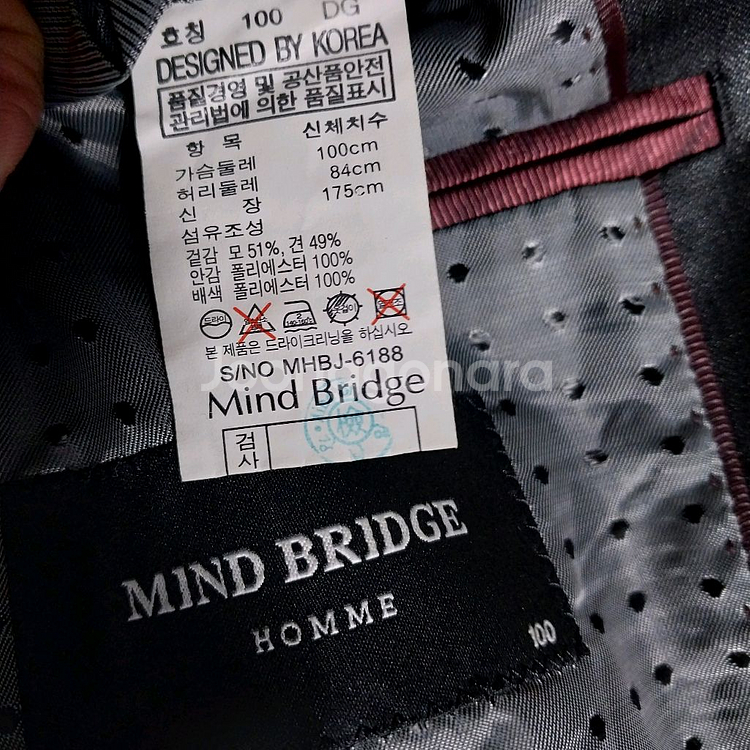 호칭 100 DG
DESIGNED BY KOREA
품질경영 및 공산품안전
관리법에 의한 품질표시
항 목 신체치수
가슴둘레 100cm
허리둘레 84cm
신 장 175cm
섬유조성
겉감 모 51%, 견 49%
안감 폴리에스터 100%
배색 폴리에스터 100%
드라이
본 제품은 드라이크리닝을 하십시오
S/NO MHBJ-6188
Mind Bridge
검
사
MIND BRIDGE
HOMME
100